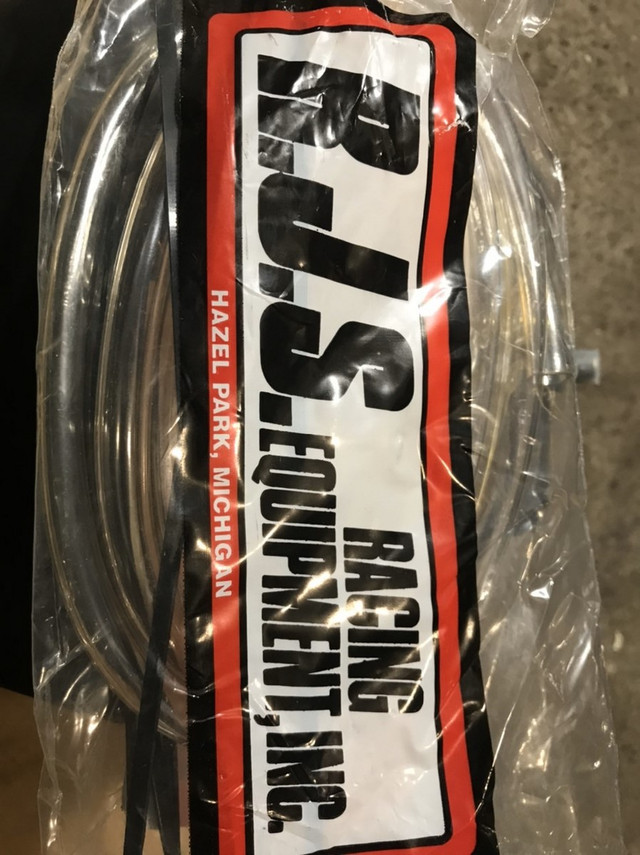 R.J.S.
RACING
EQUIPMENT, INC.
HAZEL PARK, MICHIGAN